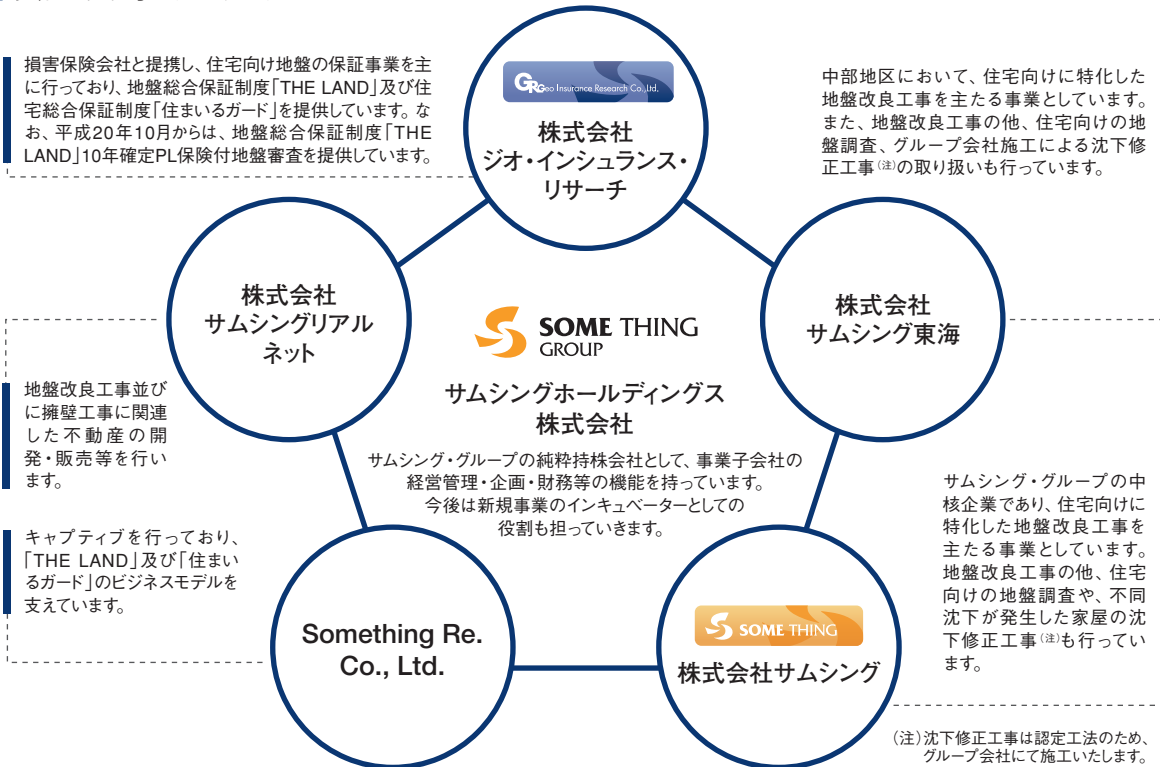 損害保険会社と提携し、住宅向け地盤の保証事業を主
に行っており、地盤総合保証制度「THE LAND」及び住
宅総合保証制度「住まいるガード」を提供しています。な
お、平成20年10月からは、地盤総合保証制度「THE
LAND」10年確定PL保険付地盤審査を提供しています。
GRGeo Insurance Research Co., Ltd.
株式会社
ジオ・インシュランス・
リサーチ
中部地区において、住宅向けに特化した
地盤改良工事を主たる事業としています。
また、地盤改良工事の他、住宅向けの地
盤調査、グループ会社施工による沈下修
正工事(注)の取り扱いも行っています。
株式会社
サムシングリアル
ネット
SOME THING
GROUP
サムシングホールディングス
株式会社
サムシング・グループの純粋持株会社として、事業子会社の
経営管理・企画・財務等の機能を持っています。
今後は新規事業のインキュベーターとしての
役割も担っていきます。
株式会社
サムシング東海
地盤改良工事並び
に擁壁工事に関連
した不動産の開
発・販売等を行い
ます。
キャプティブを行っており、
「THE LAND」及び「住まい
るガード」のビジネスモデルを
支えています。
Something Re.
Co., Ltd.
SOME THING
株式会社サムシング
サムシング・グループの中
核企業であり、住宅向けに
特化した地盤改良工事を
主たる事業としています。
地盤改良工事の他、住宅
向けの地盤調査や、不同
沈下が発生した家屋の沈
下修正工事(注)も行ってい
ます。
(注)沈下修正工事は認定工法のため、
グループ会社にて施工いたします。